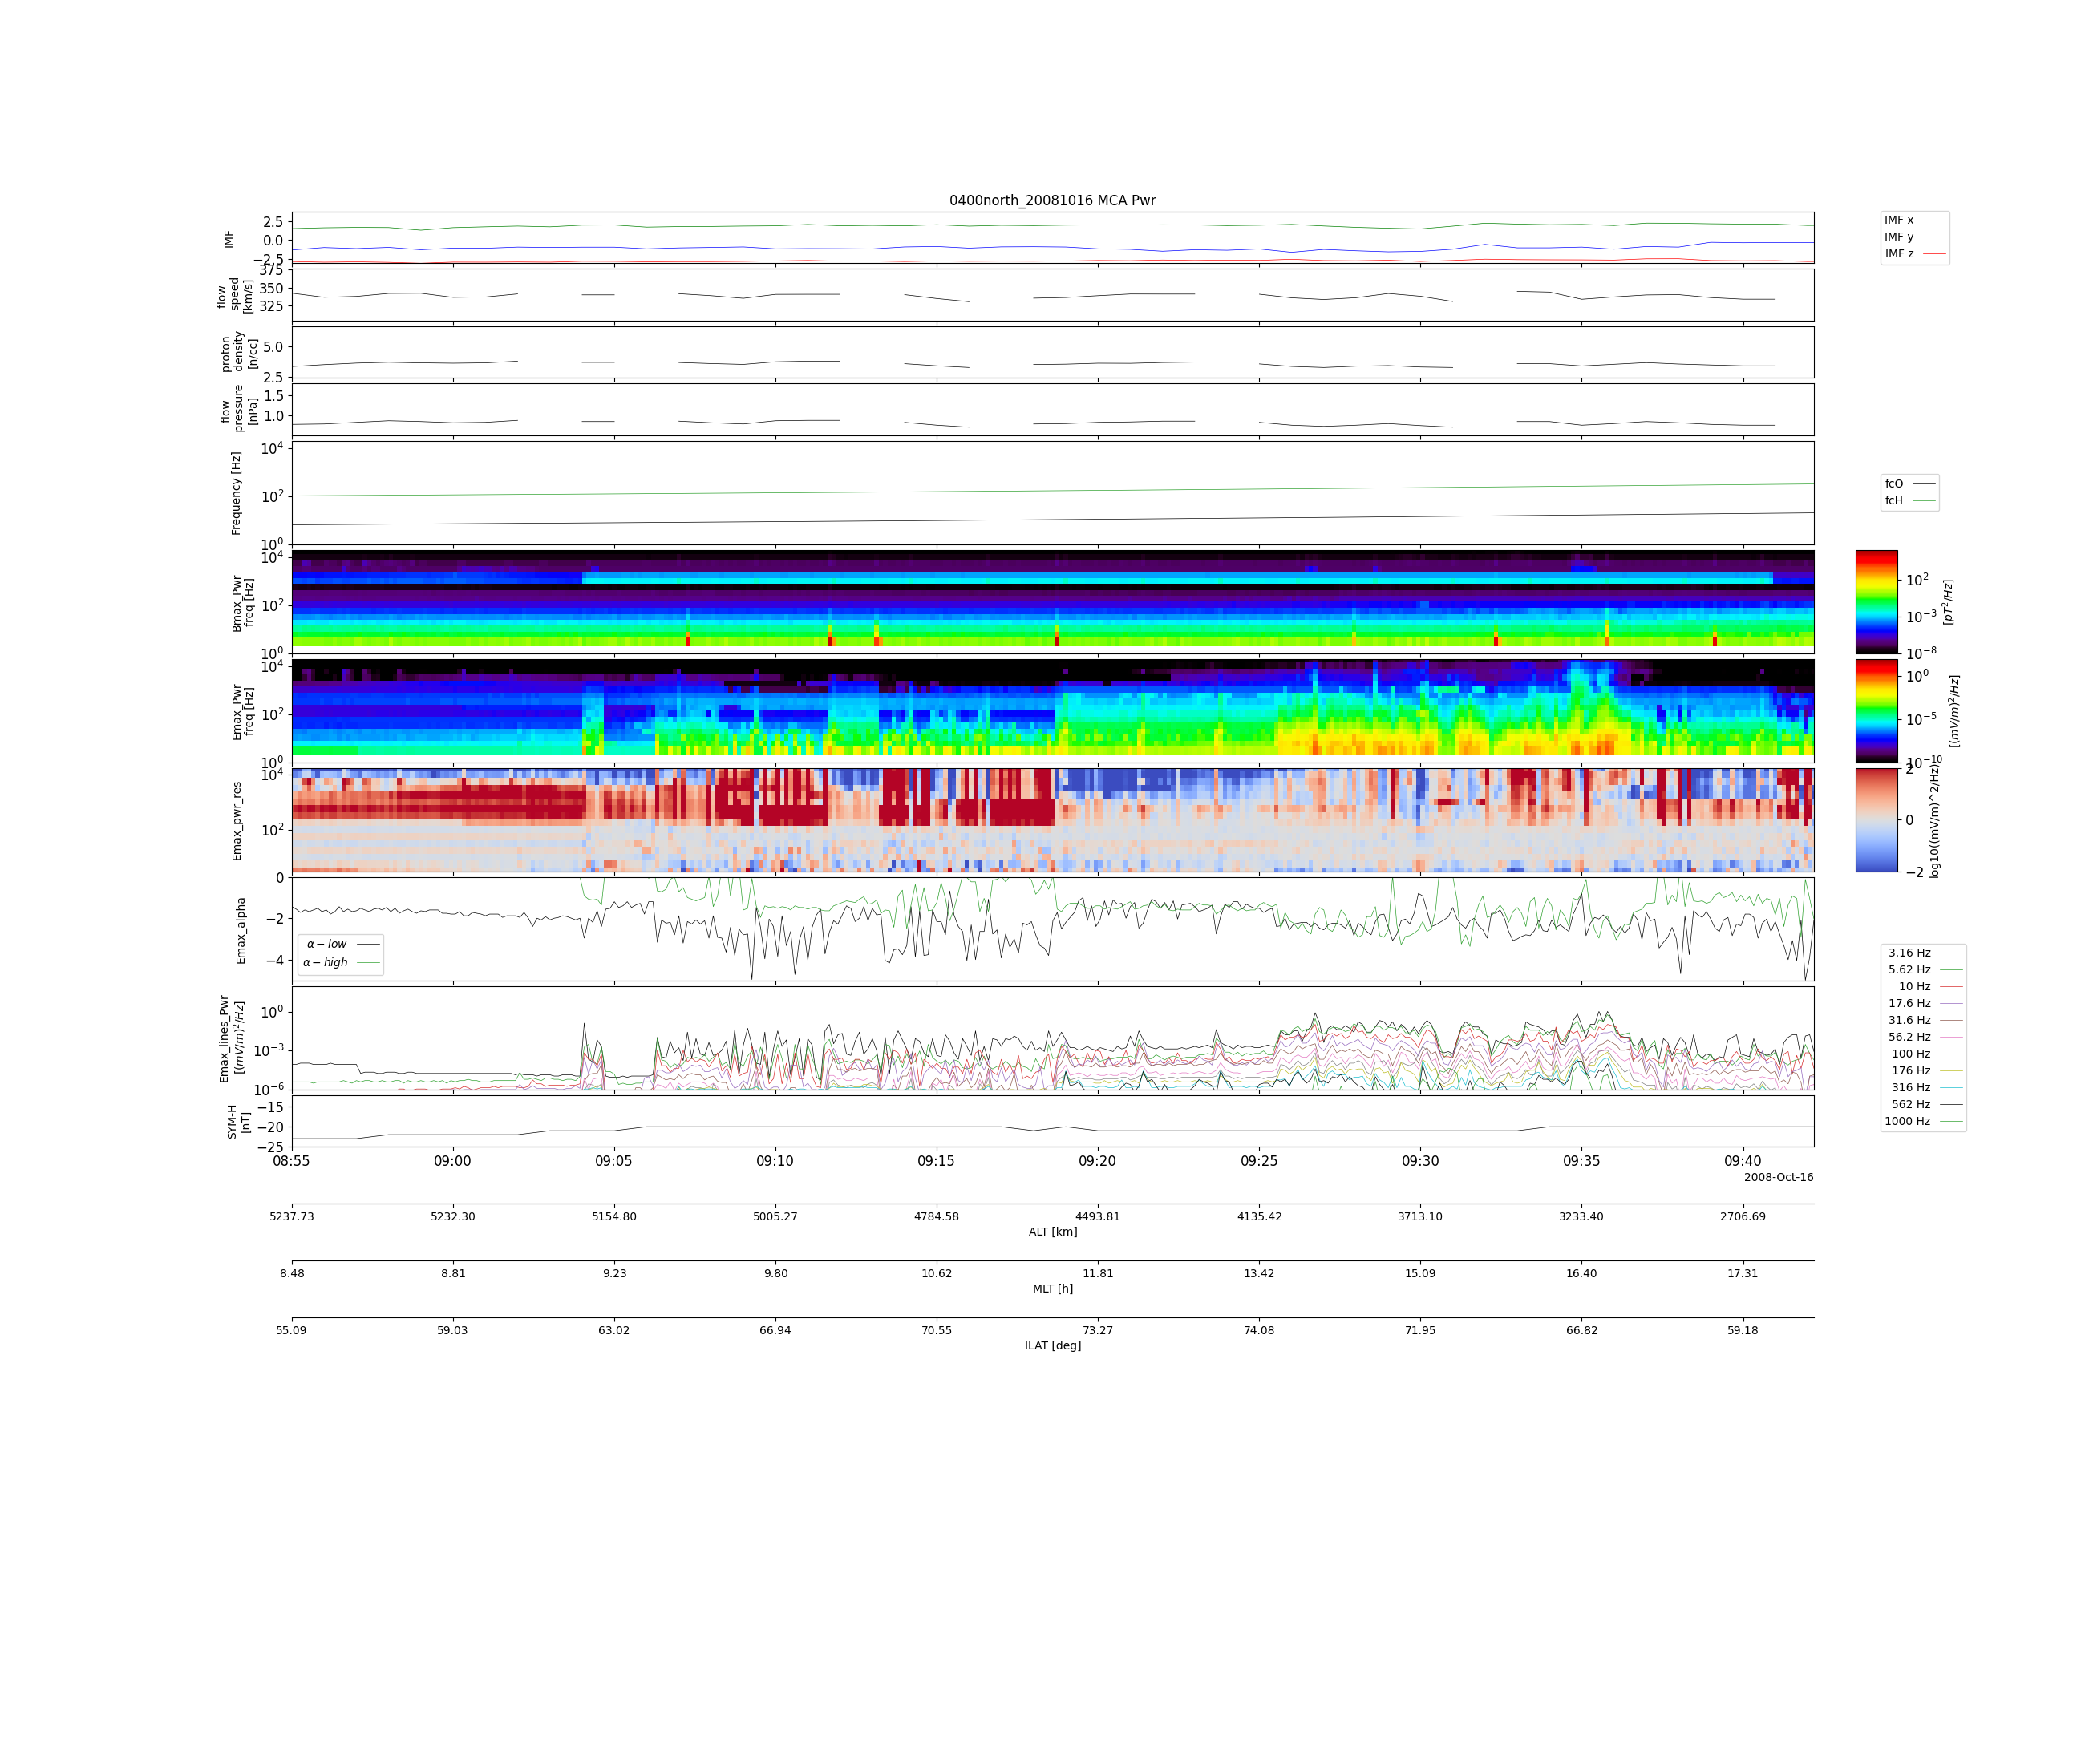 0400north_20081016 MCA Pwr
IMF
2.5
0.0
−2.5
IMF x
IMF y
IMF z
flow
speed
[km/s]
375
350
325
proton
density
[n/cc]
5.0
2.5
flow
pressure
[nPa]
1.5
1.0
Frequency [Hz]
10^4
10^2
10^0
fcO
fcH
Bmax_Pwr
freq [Hz]
10^4
10^2
10^0
10^2
10^−3
10^−8
[pT^2/Hz]
Emax_Pwr
freq [Hz]
10^4
10^2
10^0
10^0
10^−5
10^−10
[(mV/m)^2/Hz]
Emax_pwr_res
10^4
10^2
2
0
−2
log10((mV/m)^2/Hz)
Emax_alpha
0
−2
−4
α − low
α − high
Emax_lines_Pwr
[(mV/m)^2/Hz]
10^0
10^−3
10^−6
3.16 Hz
5.62 Hz
10 Hz
17.6 Hz
31.6 Hz
56.2 Hz
100 Hz
176 Hz
316 Hz
562 Hz
1000 Hz
SYM-H
[nT]
−15
−20
−25
08:55 09:00 09:05 09:10 09:15 09:20 09:25 09:30 09:35 09:40
2008-Oct-16
5237.73 5232.30 5154.80 5005.27 4784.58 4493.81 4135.42 3713.10 3233.40 2706.69
ALT [km]
8.48 8.81 9.23 9.80 10.62 11.81 13.42 15.09 16.40 17.31
MLT [h]
55.09 59.03 63.02 66.94 70.55 73.27 74.08 71.95 66.82 59.18
ILAT [deg]